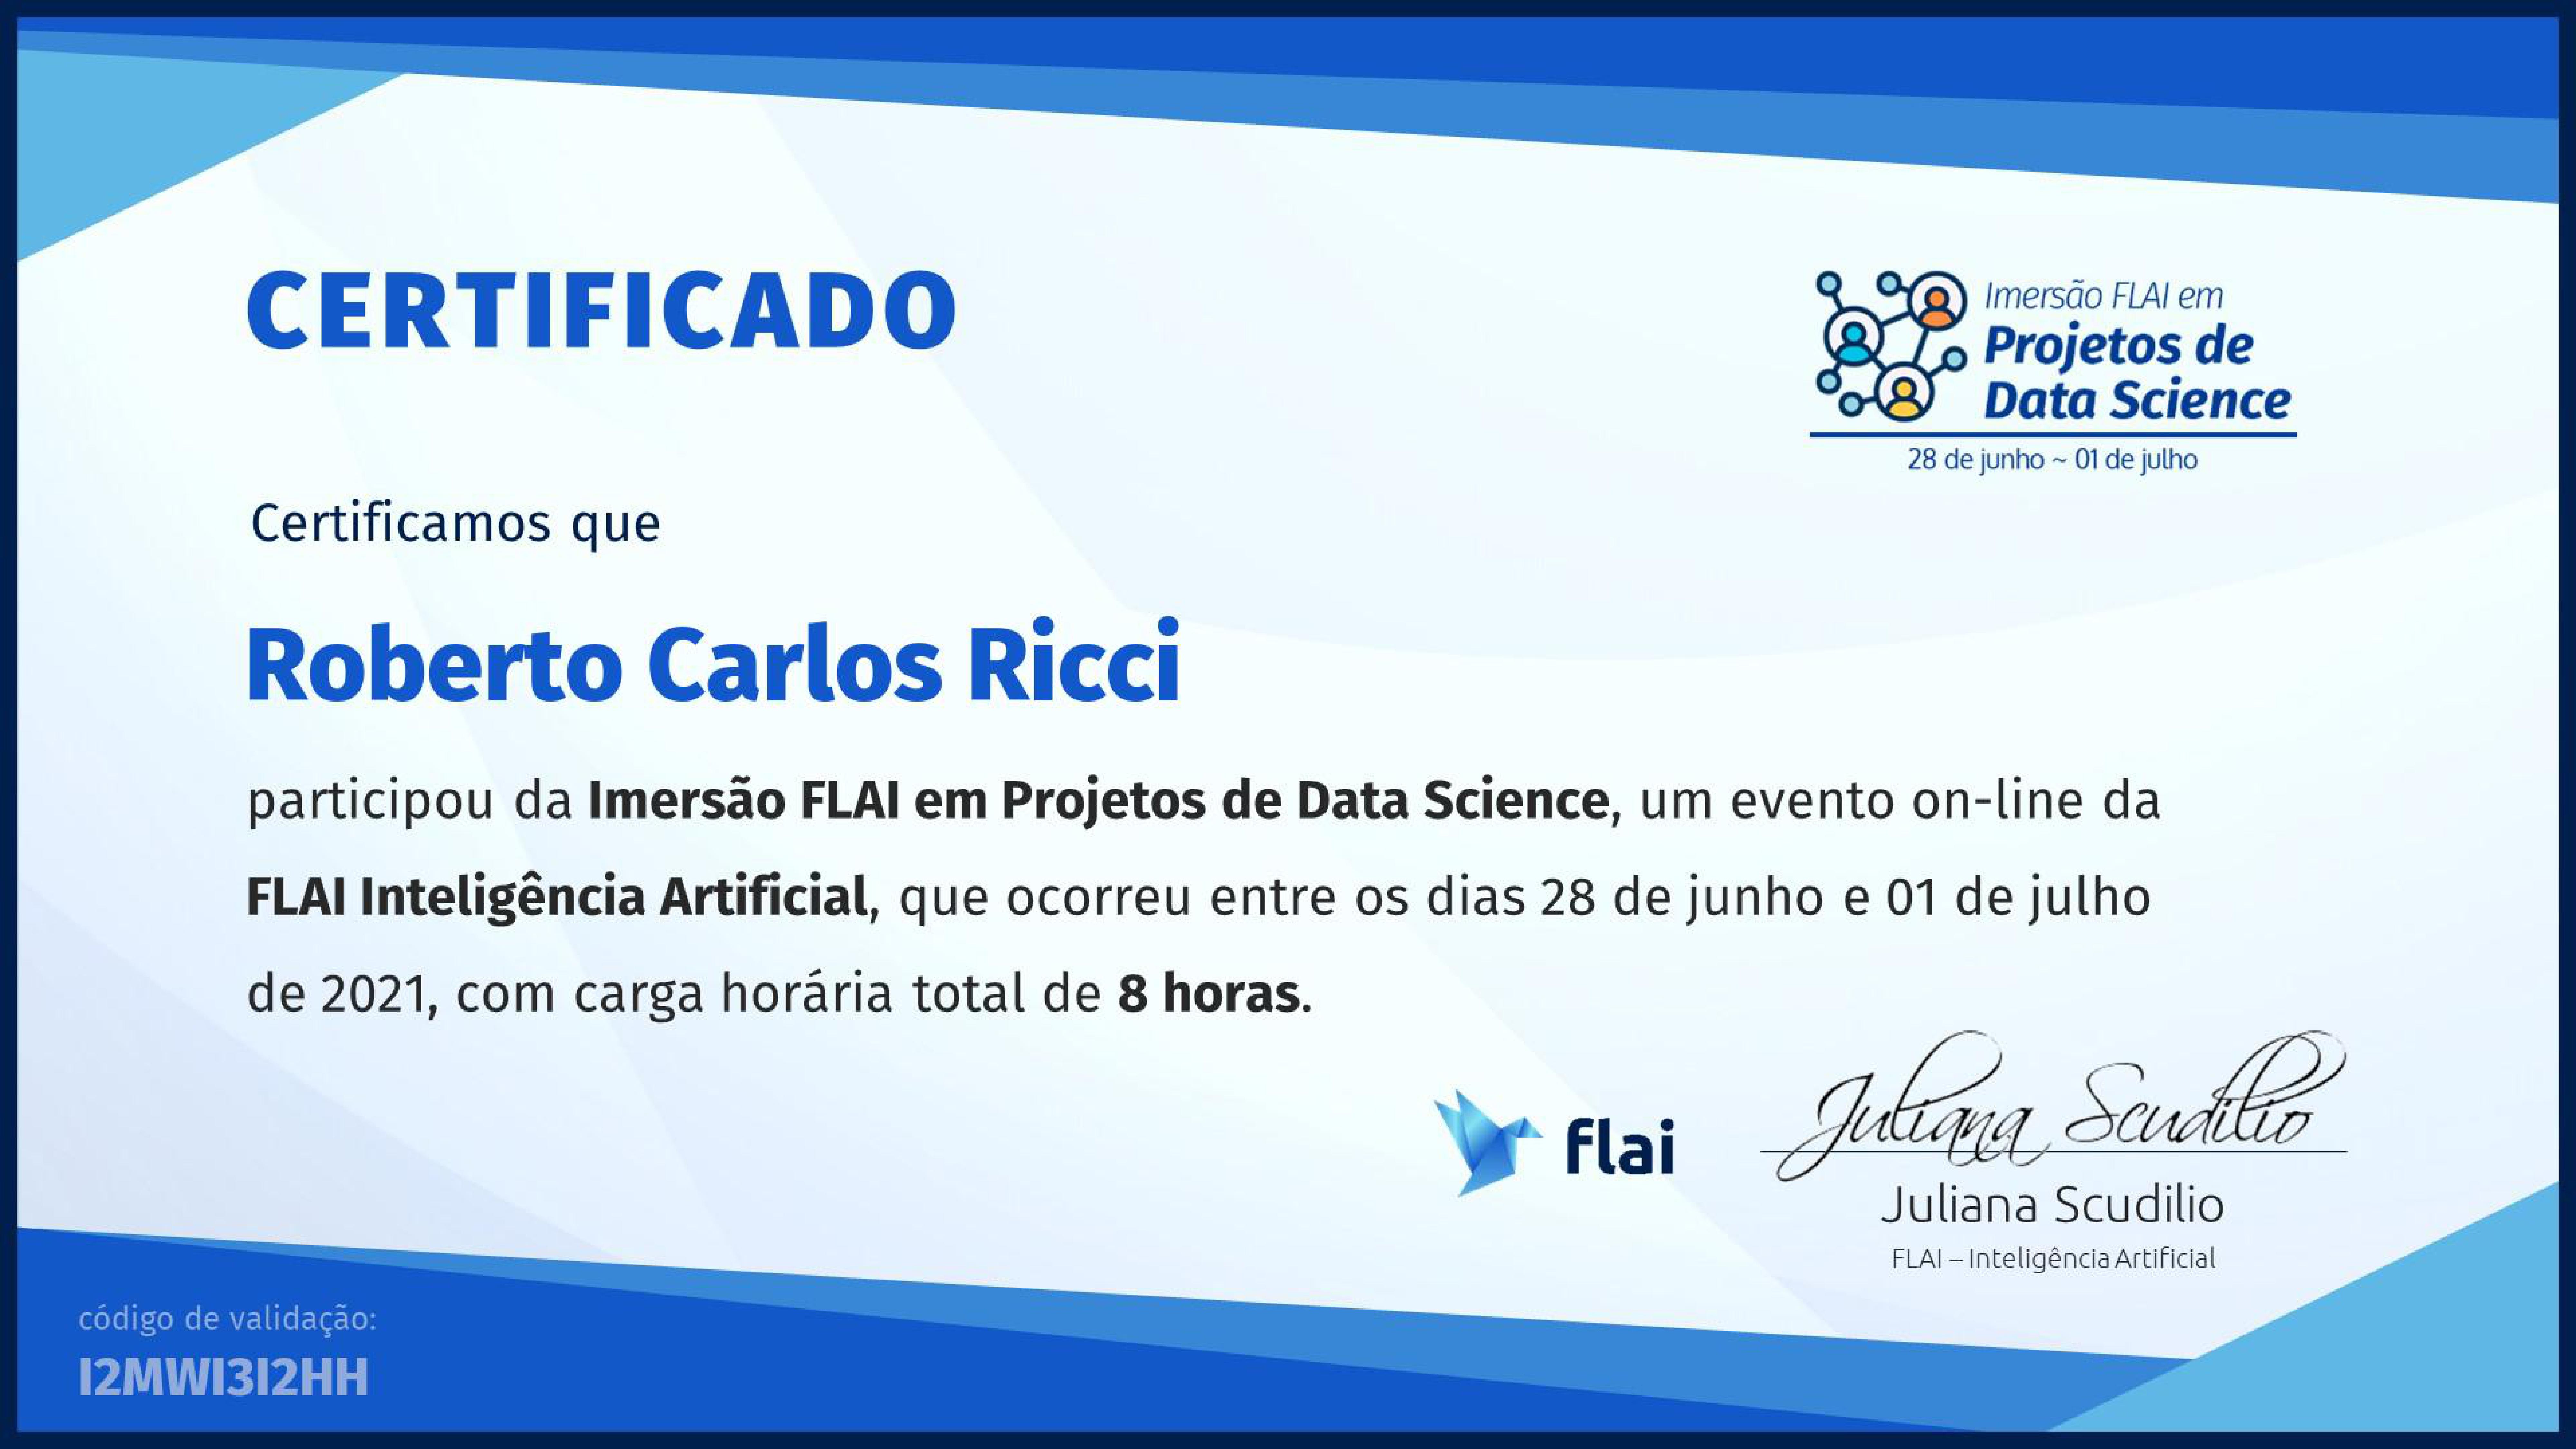 CERTIFICADO
Imersão FLAI em
Projetos de
Data Science
28 de junho ~ 01 de julho
Certificamos que
Roberto Carlos Ricci
participou da Imersão FLAI em Projetos de Data Science, um evento on-line da
FLAI Inteligência Artificial, que ocorreu entre os dias 28 de junho e 01 de julho
de 2021, com carga horária total de 8 horas.
flai
Juliana Scudilio
Juliana Scudilio
FLAI – Inteligência Artificial
código de validação:
I2MWI3I2HH